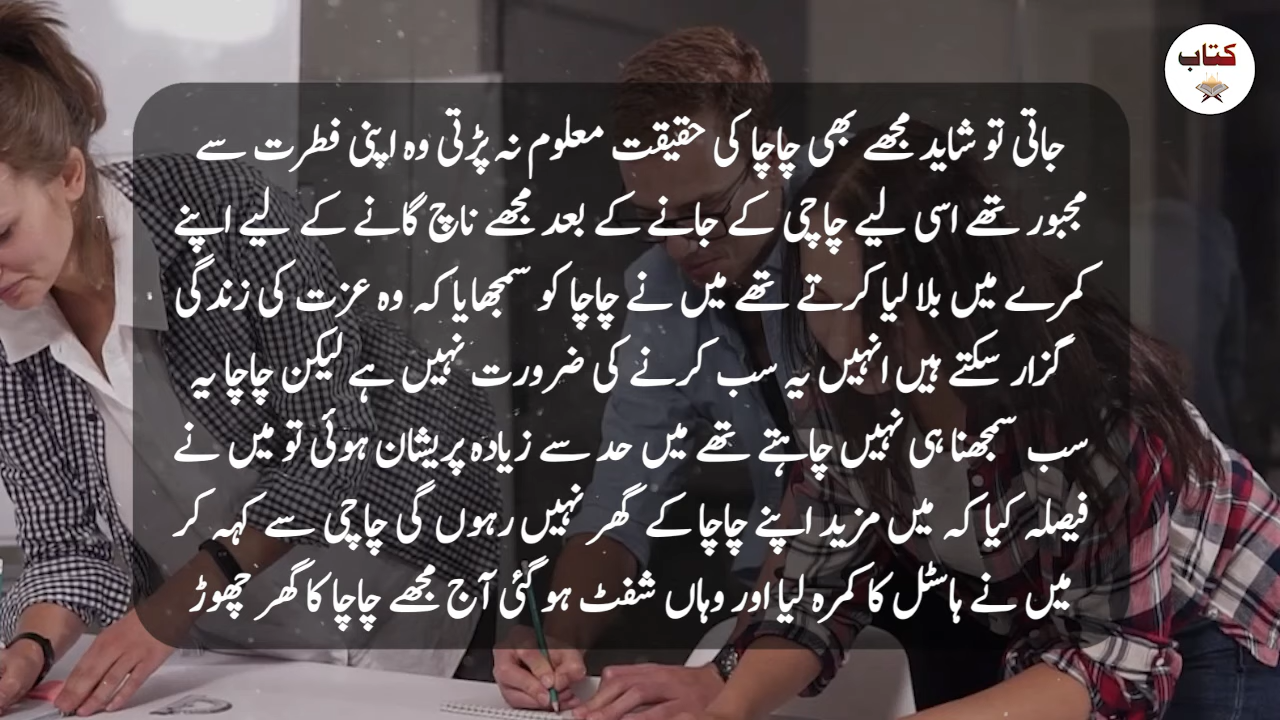 کتاب
جاتی تو شاید مجھے بھی چاچا کی حقیقت معلوم نہ پڑتی وہ اپنی فطرت سے
مجبور تھے اسی لیے چاچی کے جانے کے بعد مجھے ناچ گانے کے لیے اپنے
کمرے میں بلا لیا کرتے تھے میں نے چاچا کو سمجھایا کہ وہ عزت کی زندگی
گزار سکتے ہیں انہیں یہ سب کرنے کی ضرورت نہیں ہے لیکن چاچا یہ
سب سمجھنا ہی نہیں چاہتے تھے میں حد سے زیادہ پریشان ہوئی تو میں نے
فیصلہ کیا کہ میں مزید اپنے چاچا کے گھر نہیں رہوں گی چاچی سے کہہ کر
میں نے ہاسٹل کا کمرہ لیا اور وہاں شفٹ ہو گئی آج مجھے چاچا کا گھر چھوڑ